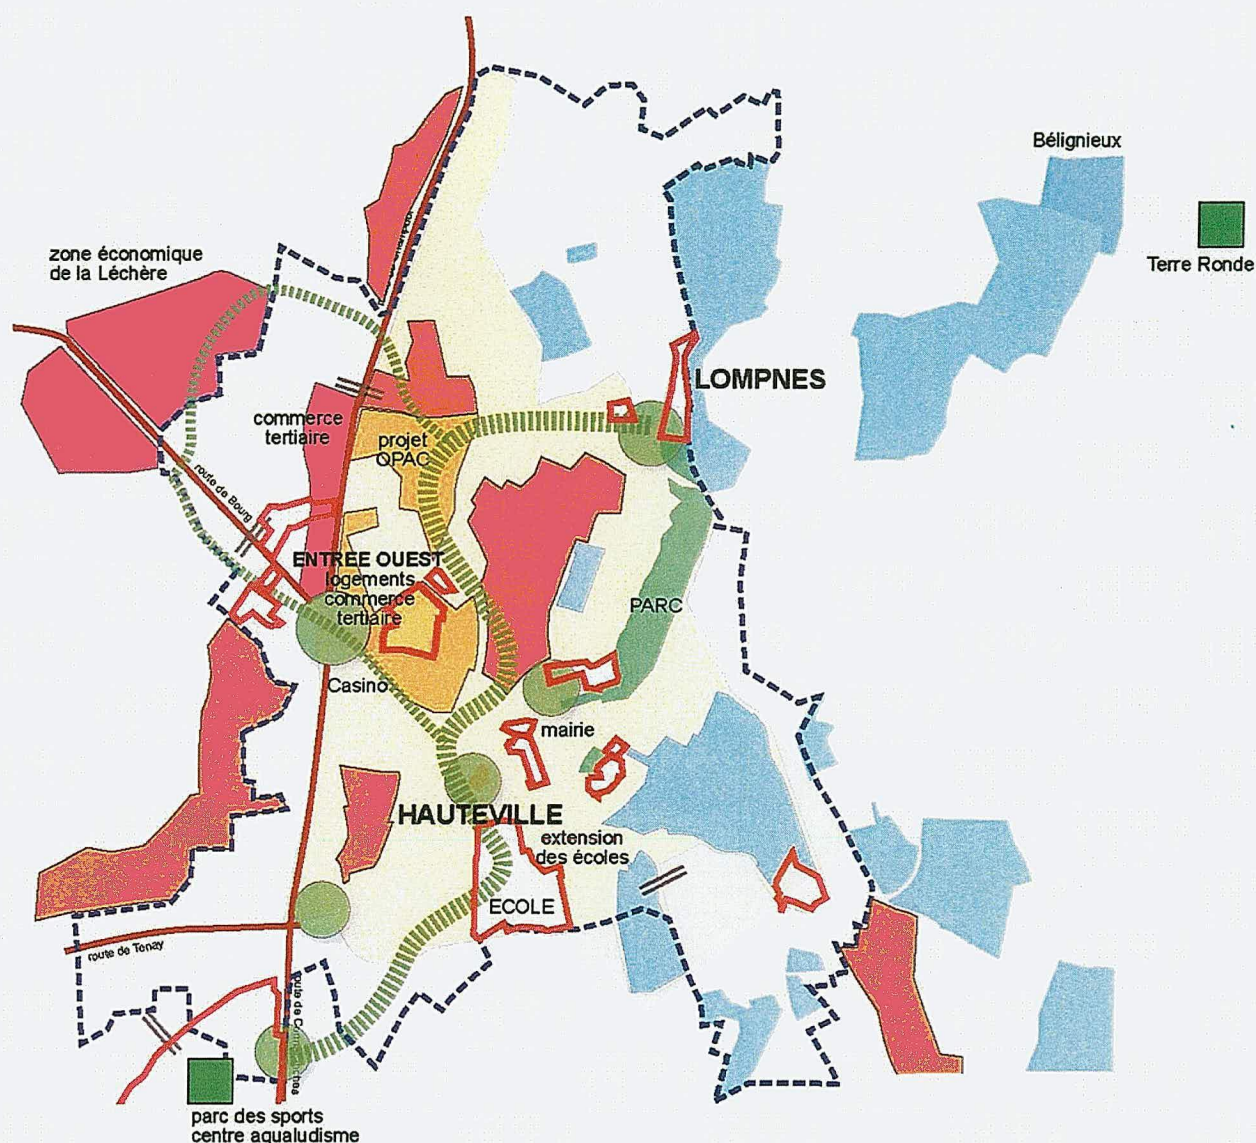 Bélignieux
Terre Ronde
zone économique
de la Léchère
LOMPNES
commerce
tertiaire
projet
OPAC
route de Bourg
ENTREE OUEST
logements
commerce
tertiaire
PARC
Casino
mairie
HAUTEVILLE
extension
des écoles
ECOLE
route de Tenay
parc des sports
centre aqualudisme